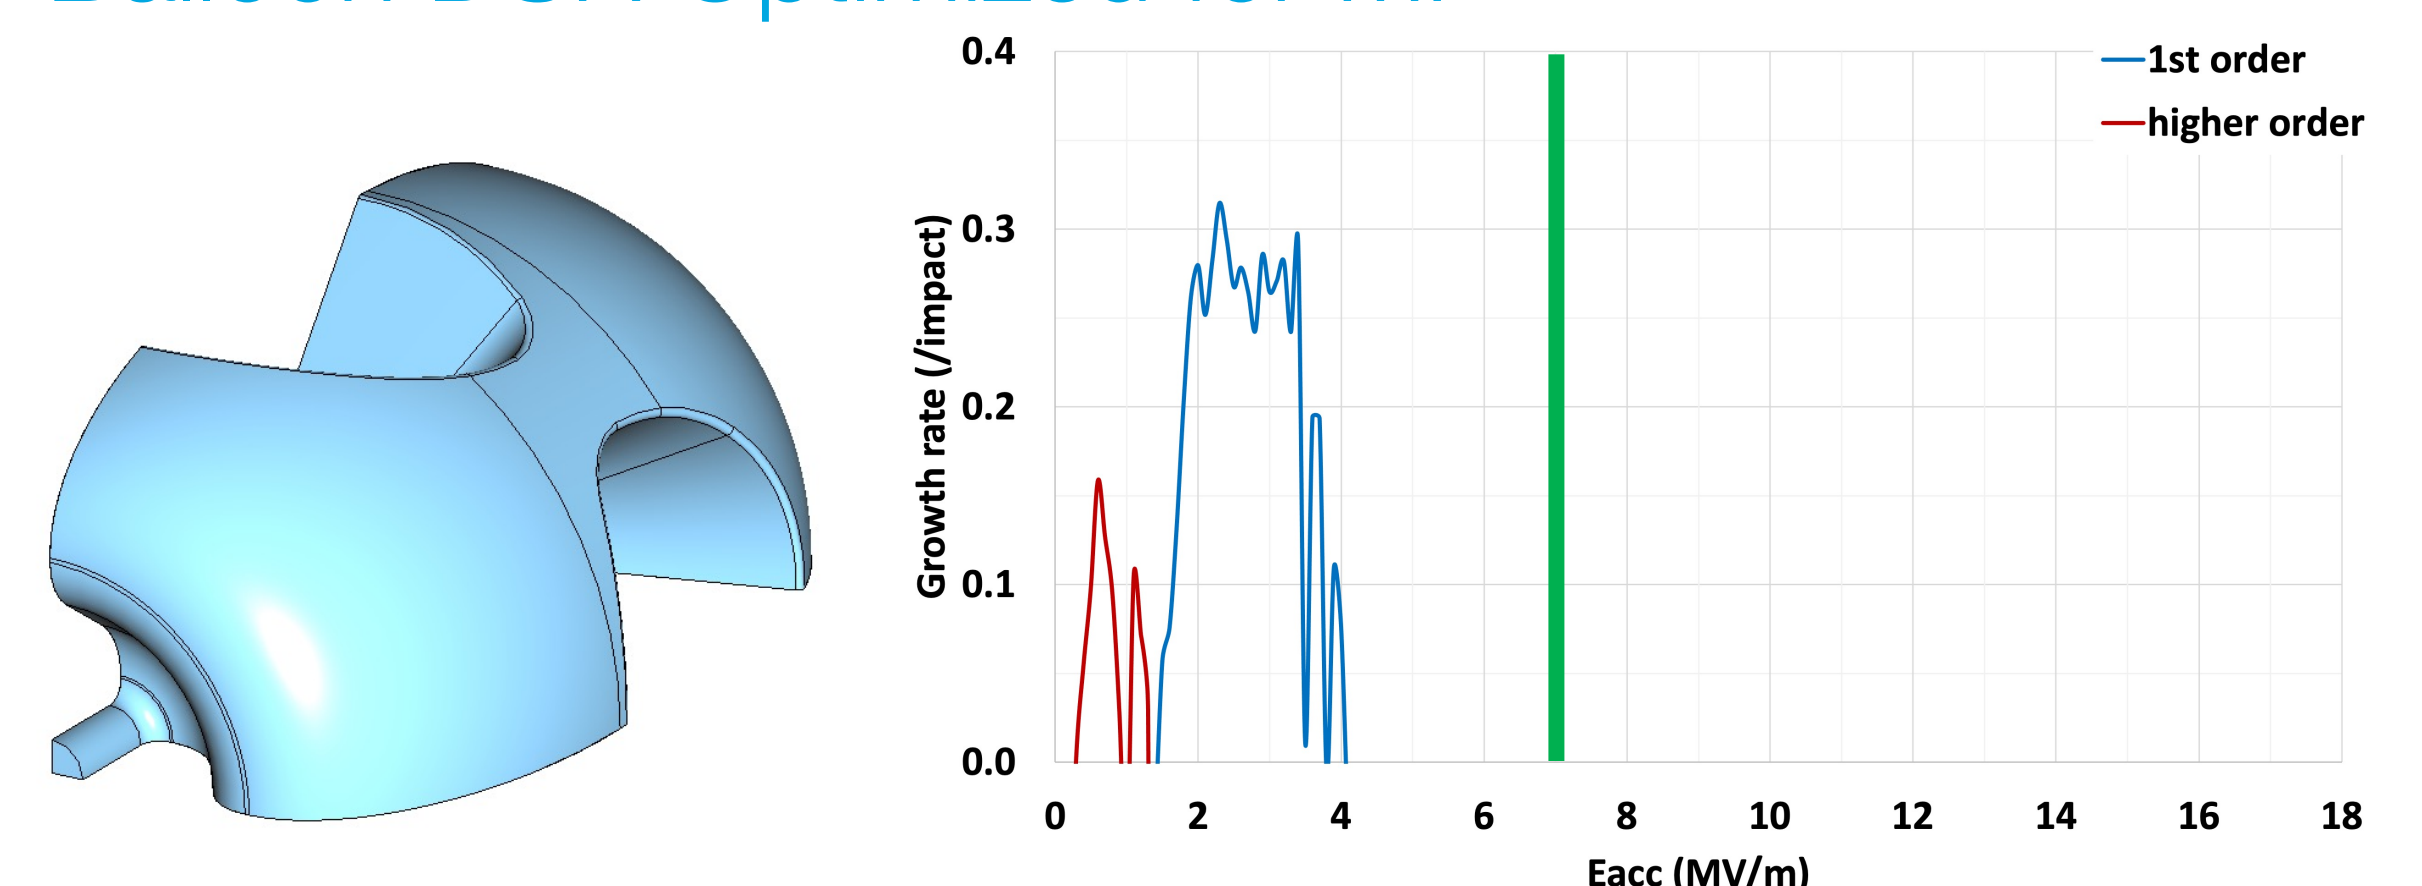 0.4
0.3
0.2
0.1
0.0
Growth rate (/impact)
0 2 4 6 8 10 12 14 16 18
Eacc (MV/m)
1st order
higher order